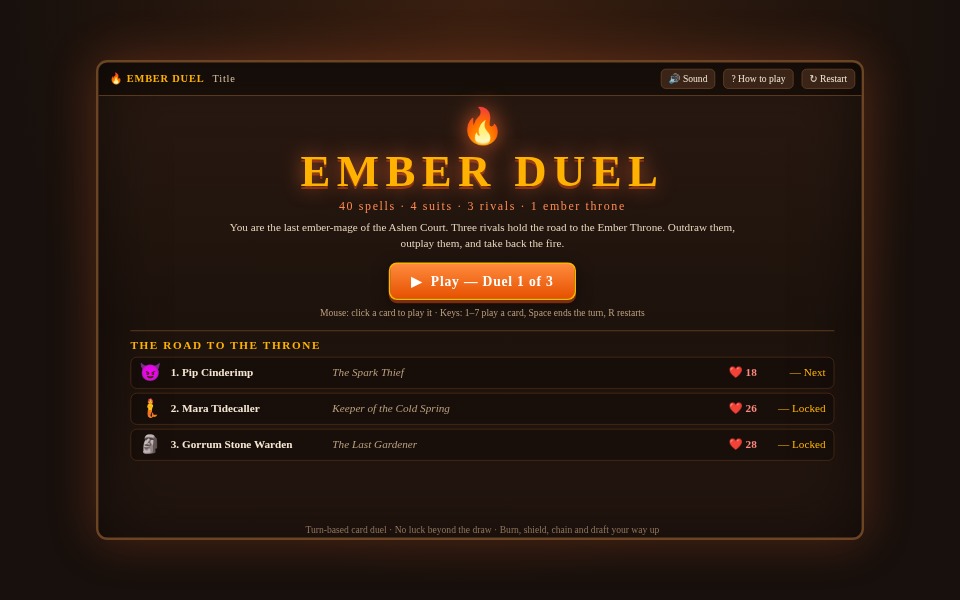 🔥 EMBER DUEL Title
🔊 Sound
? How to play
↻ Restart
EMBER DUEL
40 spells · 4 suits · 3 rivals · 1 ember throne
You are the last ember-mage of the Ashen Court. Three rivals hold the road to the Ember Throne. Outdraw them,
outplay them, and take back the fire.
▶ Play — Duel 1 of 3
Mouse: click a card to play it · Keys: 1–7 play a card, Space ends the turn, R restarts
THE ROAD TO THE THRONE
1. Pip Cinderimp The Spark Thief ❤️ 18 — Next
2. Mara Tidecaller Keeper of the Cold Spring ❤️ 26 — Locked
3. Gorrum Stone Warden The Last Gardener ❤️ 28 — Locked
Turn-based card duel · No luck beyond the draw · Burn, shield, chain and draft your way up